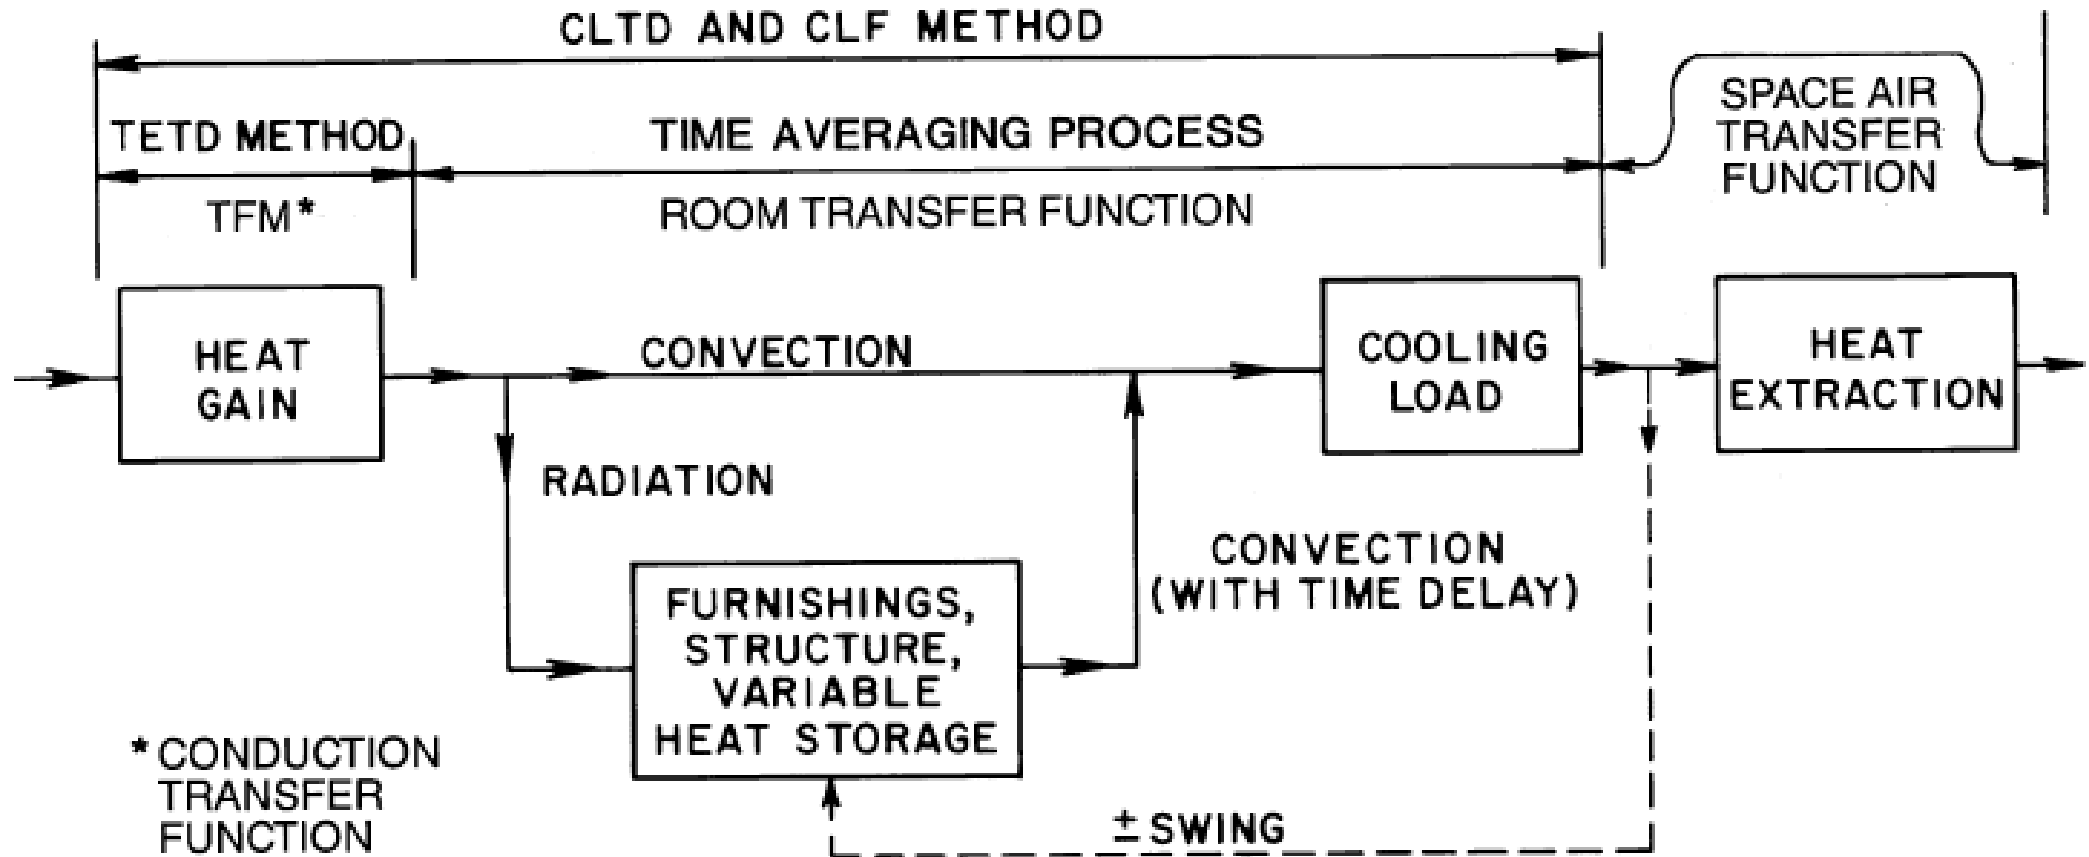 CLTD AND CLF METHOD
SPACE AIR
TRANSFER
FUNCTION
TETD METHOD
TIME AVERAGING PROCESS
TFM*
ROOM TRANSFER FUNCTION
HEAT
GAIN
CONVECTION
COOLING
LOAD
HEAT
EXTRACTION
RADIATION
CONVECTION
(WITH TIME DELAY)
FURNISHINGS,
STRUCTURE,
VARIABLE
HEAT STORAGE
* CONDUCTION
TRANSFER
FUNCTION
± SWING